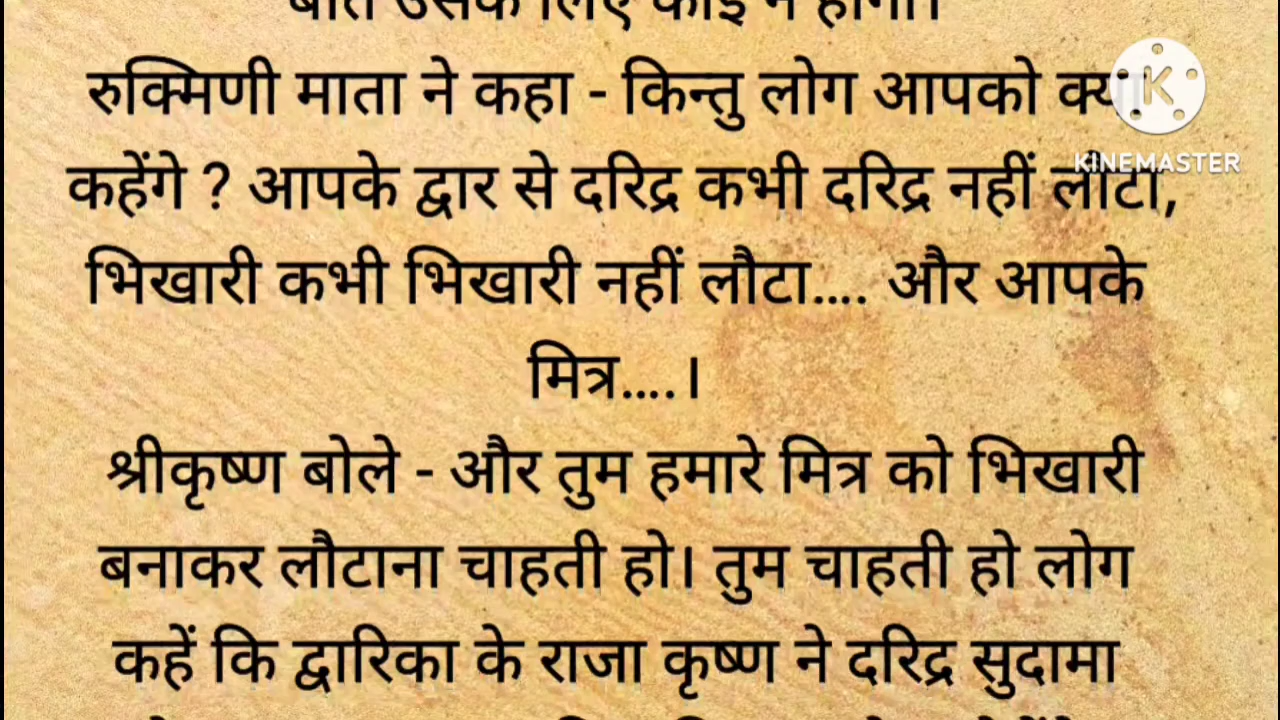 बात उसके लिए कोई न होगी।
रुक्मिणी माता ने कहा - किन्तु लोग आपको क्या
KINEMASTER
कहेंगे ? आपके द्वार से दरिद्र कभी दरिद्र नहीं लौटा,
भिखारी कभी भिखारी नहीं लौटा.... और आपके
मित्र....।
श्रीकृष्ण बोले - और तुम हमारे मित्र को भिखारी
बनाकर लौटाना चाहती हो। तुम चाहती हो लोग
कहें कि द्वारिका के राजा कृष्ण ने दरिद्र सुदामा